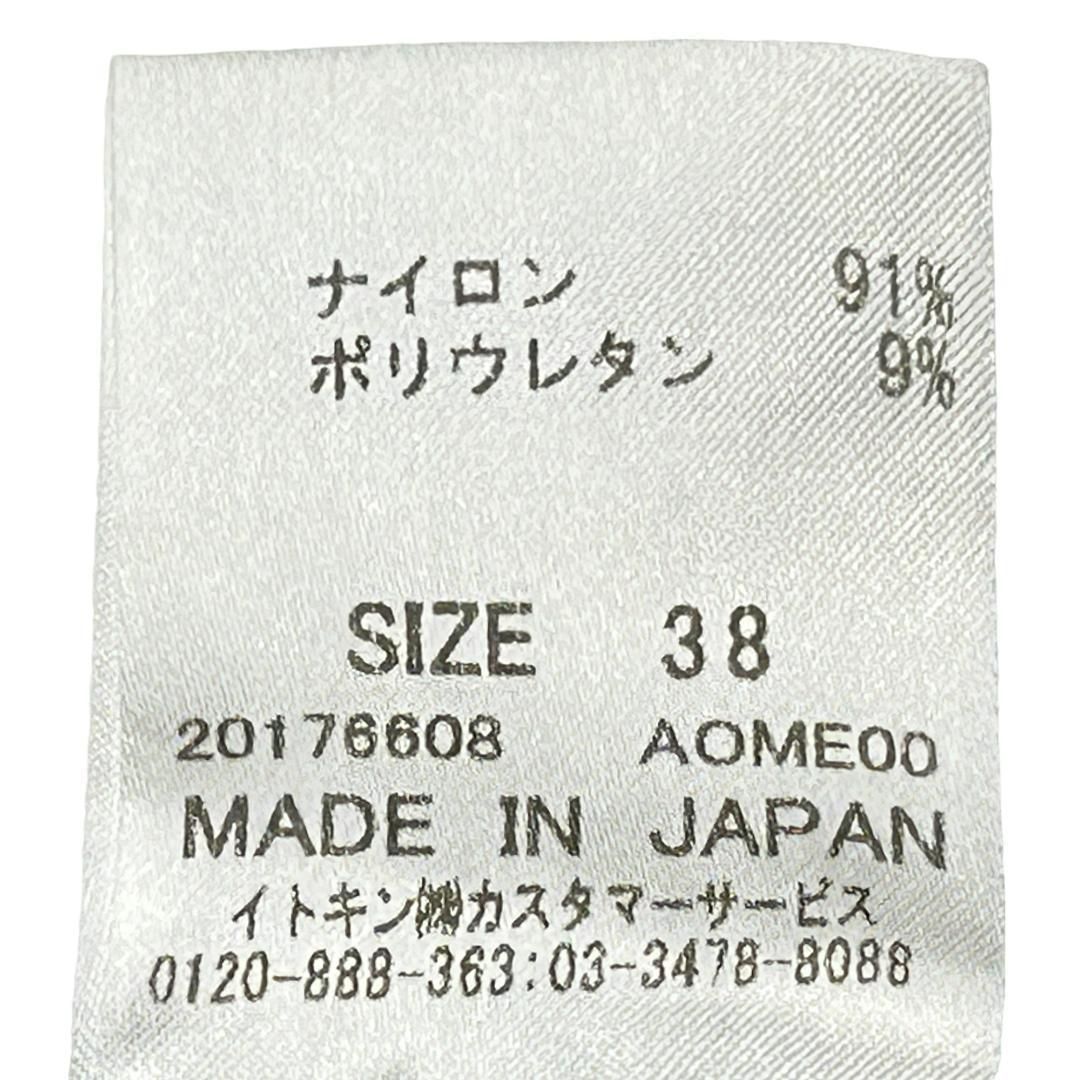 ナイロン 91%
ポリウレタン 9%
SIZE 38
20176608 AOME00
MADE IN JAPAN
イトキン㈱カスタマーサービス
0120-888-363:03-3478-8088